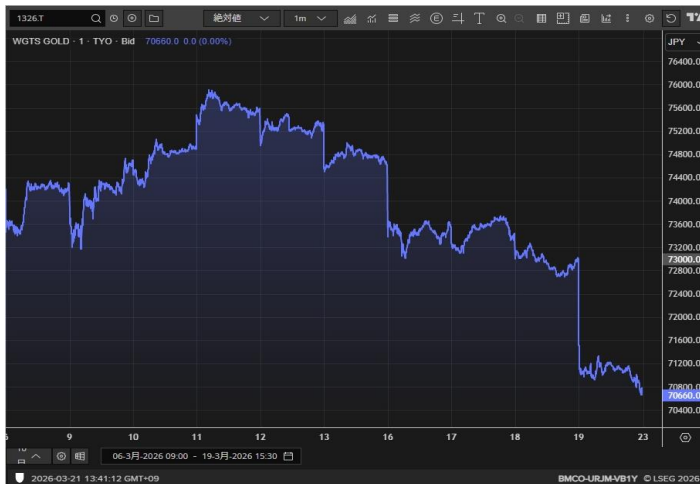 1326.T 絶対値 1m
WGTS GOLD · 1 · TYO · Bid 70660.0 0.0 (0.00%)
JPY
76400.0
76000.0
75600.0
75200.0
74800.0
74400.0
74000.0
73600.0
73200.0
73000.0
72400.0
72000.0
71600.0
71200.0
70800.0
70660.0
70400.0
6 9 10 11 12 13 16 17 18 19 23
06-3月-2026 09:00 - 19-3月-2026 15:30
2026-03-21 13:41:12 GMT+09 BMCO-URJM-VB1Y © LSEG 2026